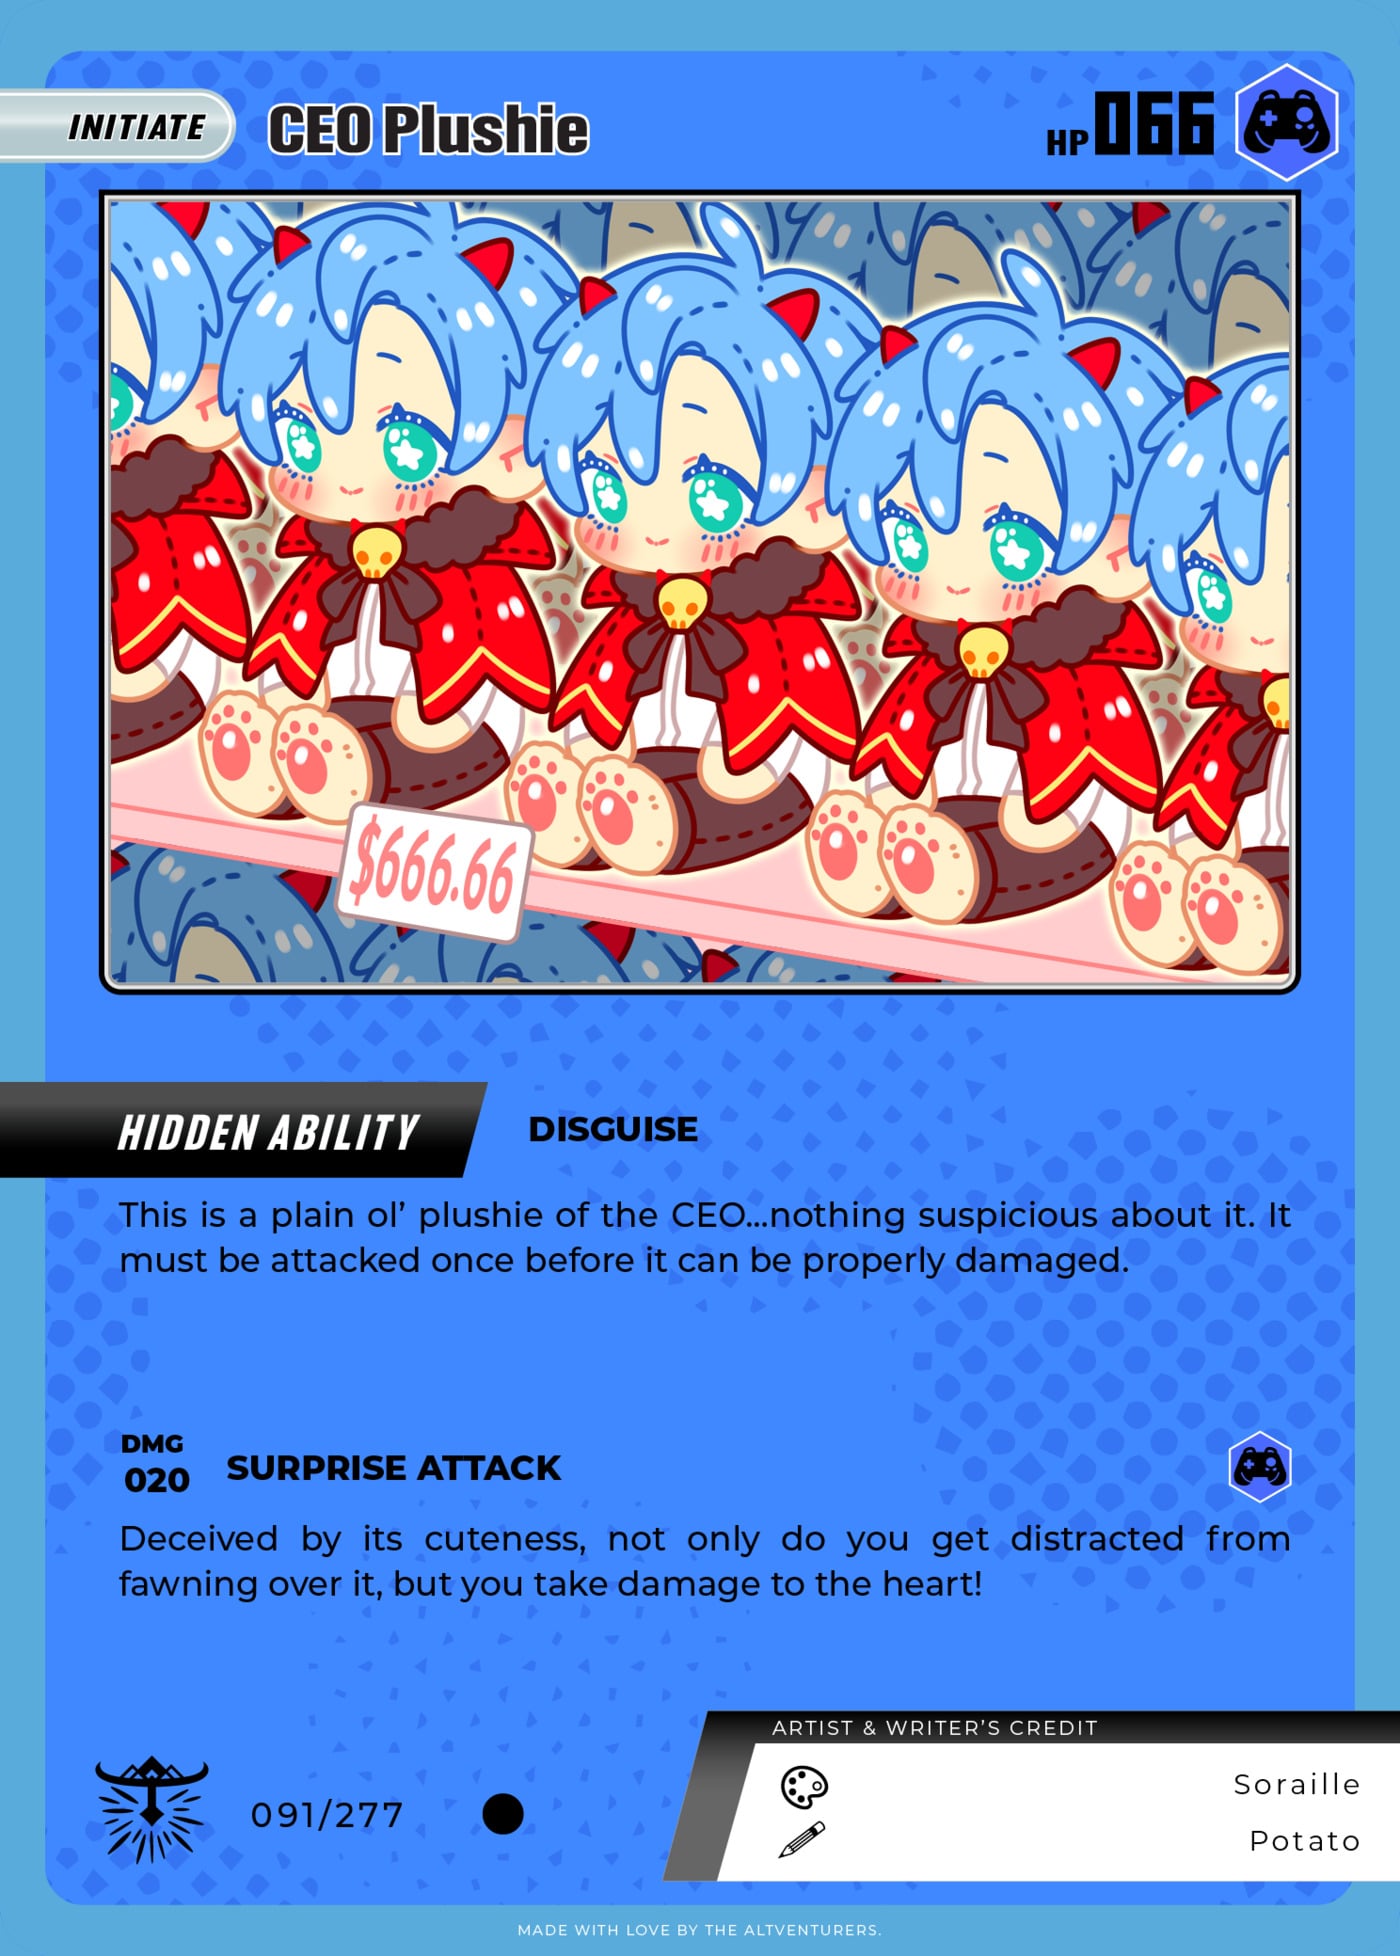 INITIATE
CEO Plushie
HP 066
$666.66
HIDDEN ABILITY
DISGUISE
This is a plain ol’ plushie of the CEO...nothing suspicious about it. It
must be attacked once before it can be properly damaged.
DMG
020
SURPRISE ATTACK
Deceived by its cuteness, not only do you get distracted from
fawning over it, but you take damage to the heart!
ARTIST & WRITER’S CREDIT
Soraille
091/277
Potato
MADE WITH LOVE BY THE ALTVENTURERS.